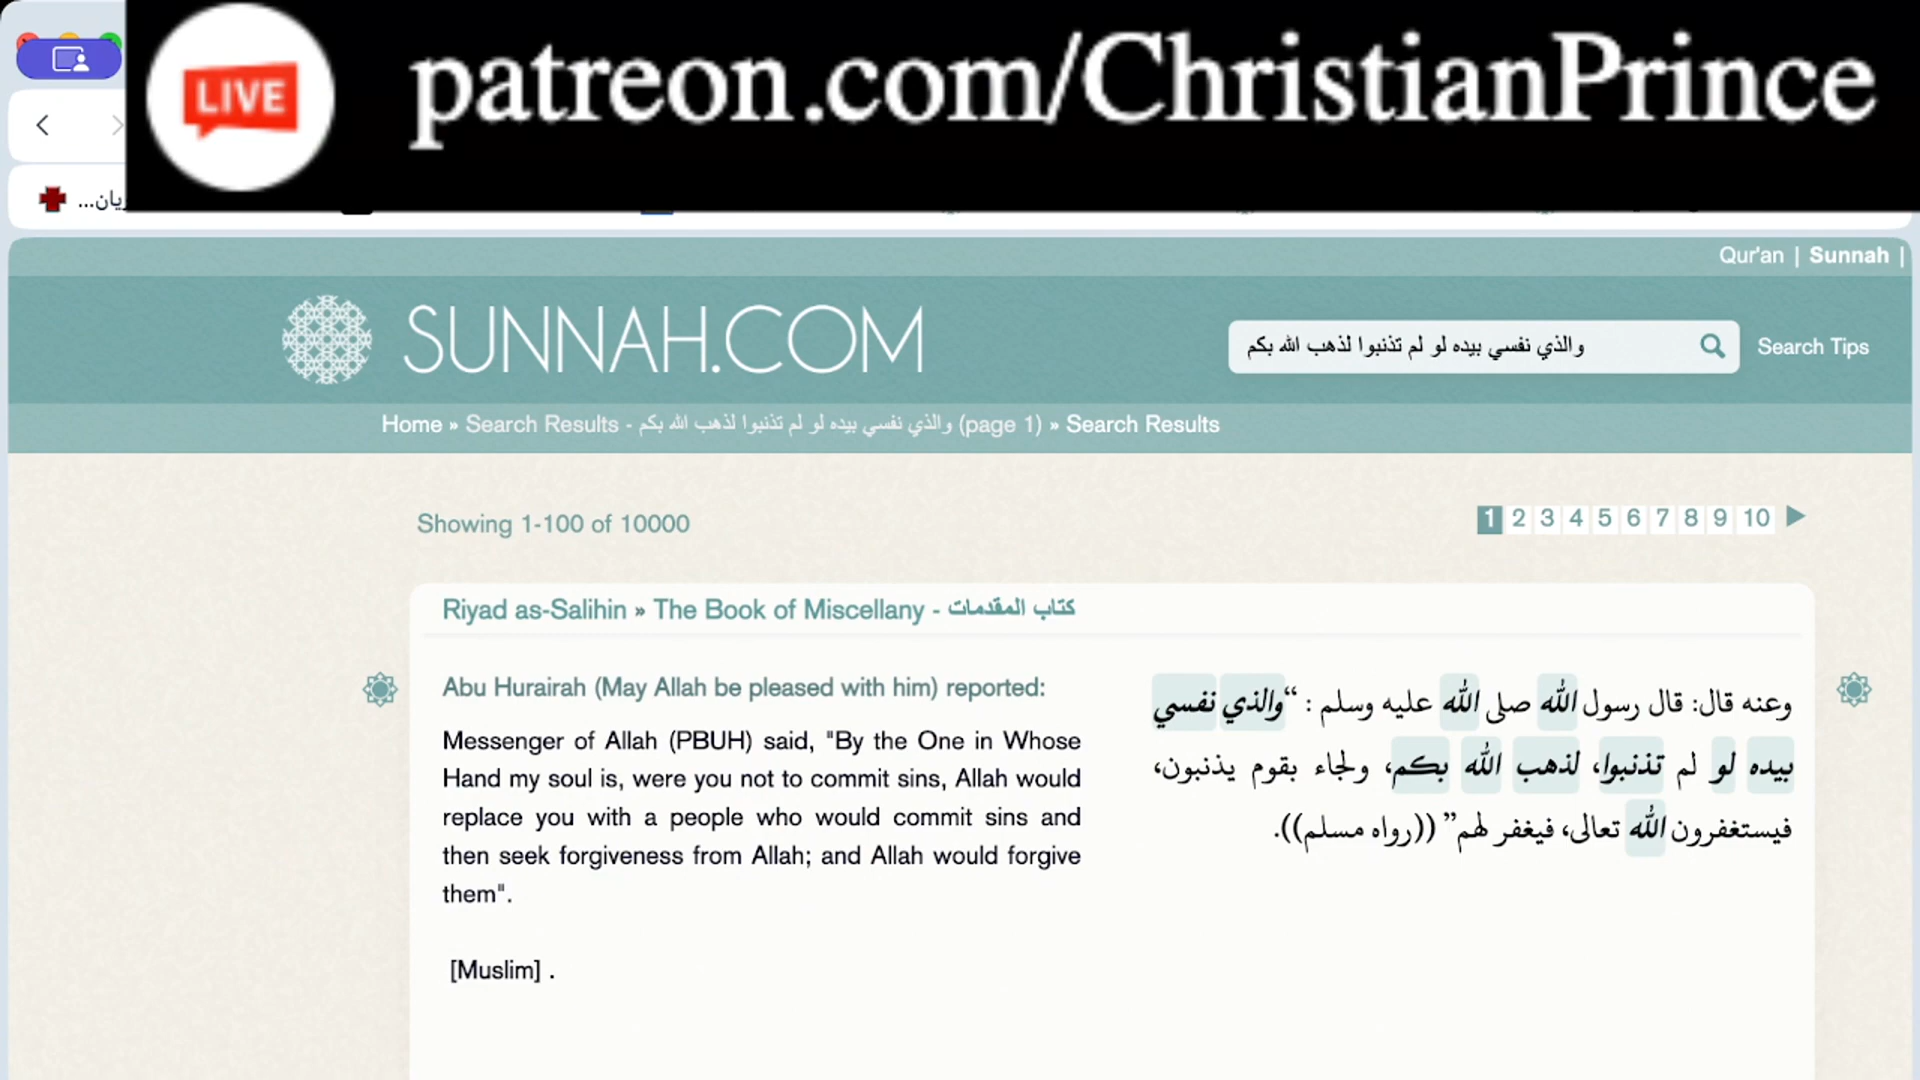 LIVE
patreon.com/ChristianPrince
...يان
Qur'an | Sunnah |
SUNNAH.COM
والذي نفسي بيده لو لم تذنبوا لذهب الله بكم
Search Tips
Home » Search Results - والذي نفسي بيده لو لم تذنبوا لذهب الله بكم (page 1) » Search Results
Showing 1-100 of 10000
1 2 3 4 5 6 7 8 9 10
Riyad as-Salihin » The Book of Miscellany - كتاب المقدمات
Abu Hurairah (May Allah be pleased with him) reported:
Messenger of Allah (PBUH) said, "By the One in Whose
Hand my soul is, were you not to commit sins, Allah would
replace you with a people who would commit sins and
then seek forgiveness from Allah; and Allah would forgive
them".
[Muslim] .
وعنه قال: قال رسول الله صلى الله عليه وسلم : “والذي نفسي
بيده لو لم تذنبوا، لذهب الله بكم، ولجاء بقوم يذنبون،
فيستغفرون الله تعالى، فيغفر لهم” ((رواه مسلم)).